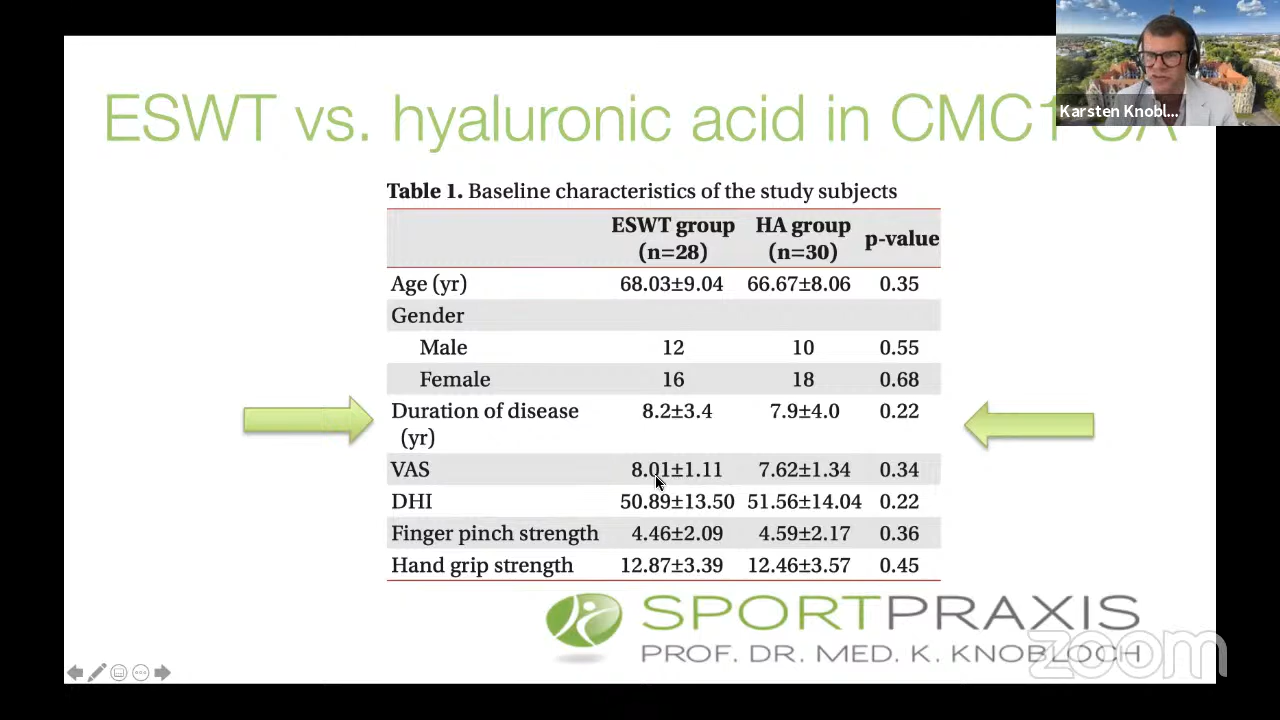 ESWT vs. hyaluronic acid in CMC1 OA
Karsten Knobl...
Table 1. Baseline characteristics of the study subjects
ESWT group (n=28) HA group (n=30) p-value
Age (yr) 68.03±9.04 66.67±8.06 0.35
Gender
Male 12 10 0.55
Female 16 18 0.68
Duration of disease (yr) 8.2±3.4 7.9±4.0 0.22
VAS 8.01±1.11 7.62±1.34 0.34
DHI 50.89±13.50 51.56±14.04 0.22
Finger pinch strength 4.46±2.09 4.59±2.17 0.36
Hand grip strength 12.87±3.39 12.46±3.57 0.45
SPORTPRAXIS
PROF. DR. MED. K. KNOBLOCH
zoom